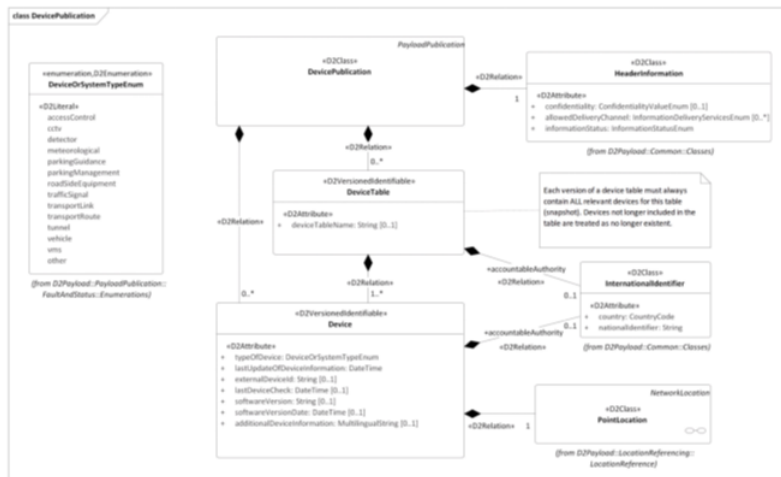 class DevicePublication
«enumeration,D2Enumeration»
DeviceOrSystemTypeEnum
«D2Literal»
accessControl
cctv
detector
meteorological
parkingGuidance
parkingManagement
roadSideEquipment
trafficSignal
transportLink
transportRoute
tunnel
vehicle
vms
other
(from D2Payload::PayloadPublication::
FaultAndStatus::Enumerations)
PayloadPublication
«D2Class»
DevicePublication
«D2Relation»
1
«D2Class»
HeaderInformation
«D2Attribute»
+ confidentiality: ConfidentialityValueEnum [0..1]
+ allowedDeliveryChannel: InformationDeliveryServicesEnum [0..*]
+ informationStatus: InformationStatusEnum
(from D2Payload::Common::Classes)
«D2Relation»
0..*
«D2VersionedIdentifiable»
DeviceTable
«D2Attribute»
+ deviceTableName: String [0..1]
Each version of a device table must always
contain ALL relevant devices for this table
(snapshot). Devices not longer included in the
table are treated as no longer existent.
«D2Relation»
0..*
«D2Relation»
1..*
+accountableAuthority
«D2Relation»
0..1
«D2Class»
InternationalIdentifier
«D2Attribute»
+ country: CountryCode
+ nationalIdentifier: String
(from D2Payload::Common::Classes)
0..1
+accountableAuthority
«D2Relation»
«D2VersionedIdentifiable»
Device
«D2Attribute»
+ typeOfDevice: DeviceOrSystemTypeEnum
+ lastUpdateOfDeviceInformation: DateTime
+ externalDeviceId: String [0..1]
+ lastDeviceCheck: DateTime [0..1]
+ softwareVersion: String [0..1]
+ softwareVersionDate: DateTime [0..1]
+ additionalDeviceInformation: MultilingualString [0..1]
«D2Relation»
1
NetworkLocation
«D2Class»
PointLocation
(from D2Payload::LocationReferencing::
LocationReference)